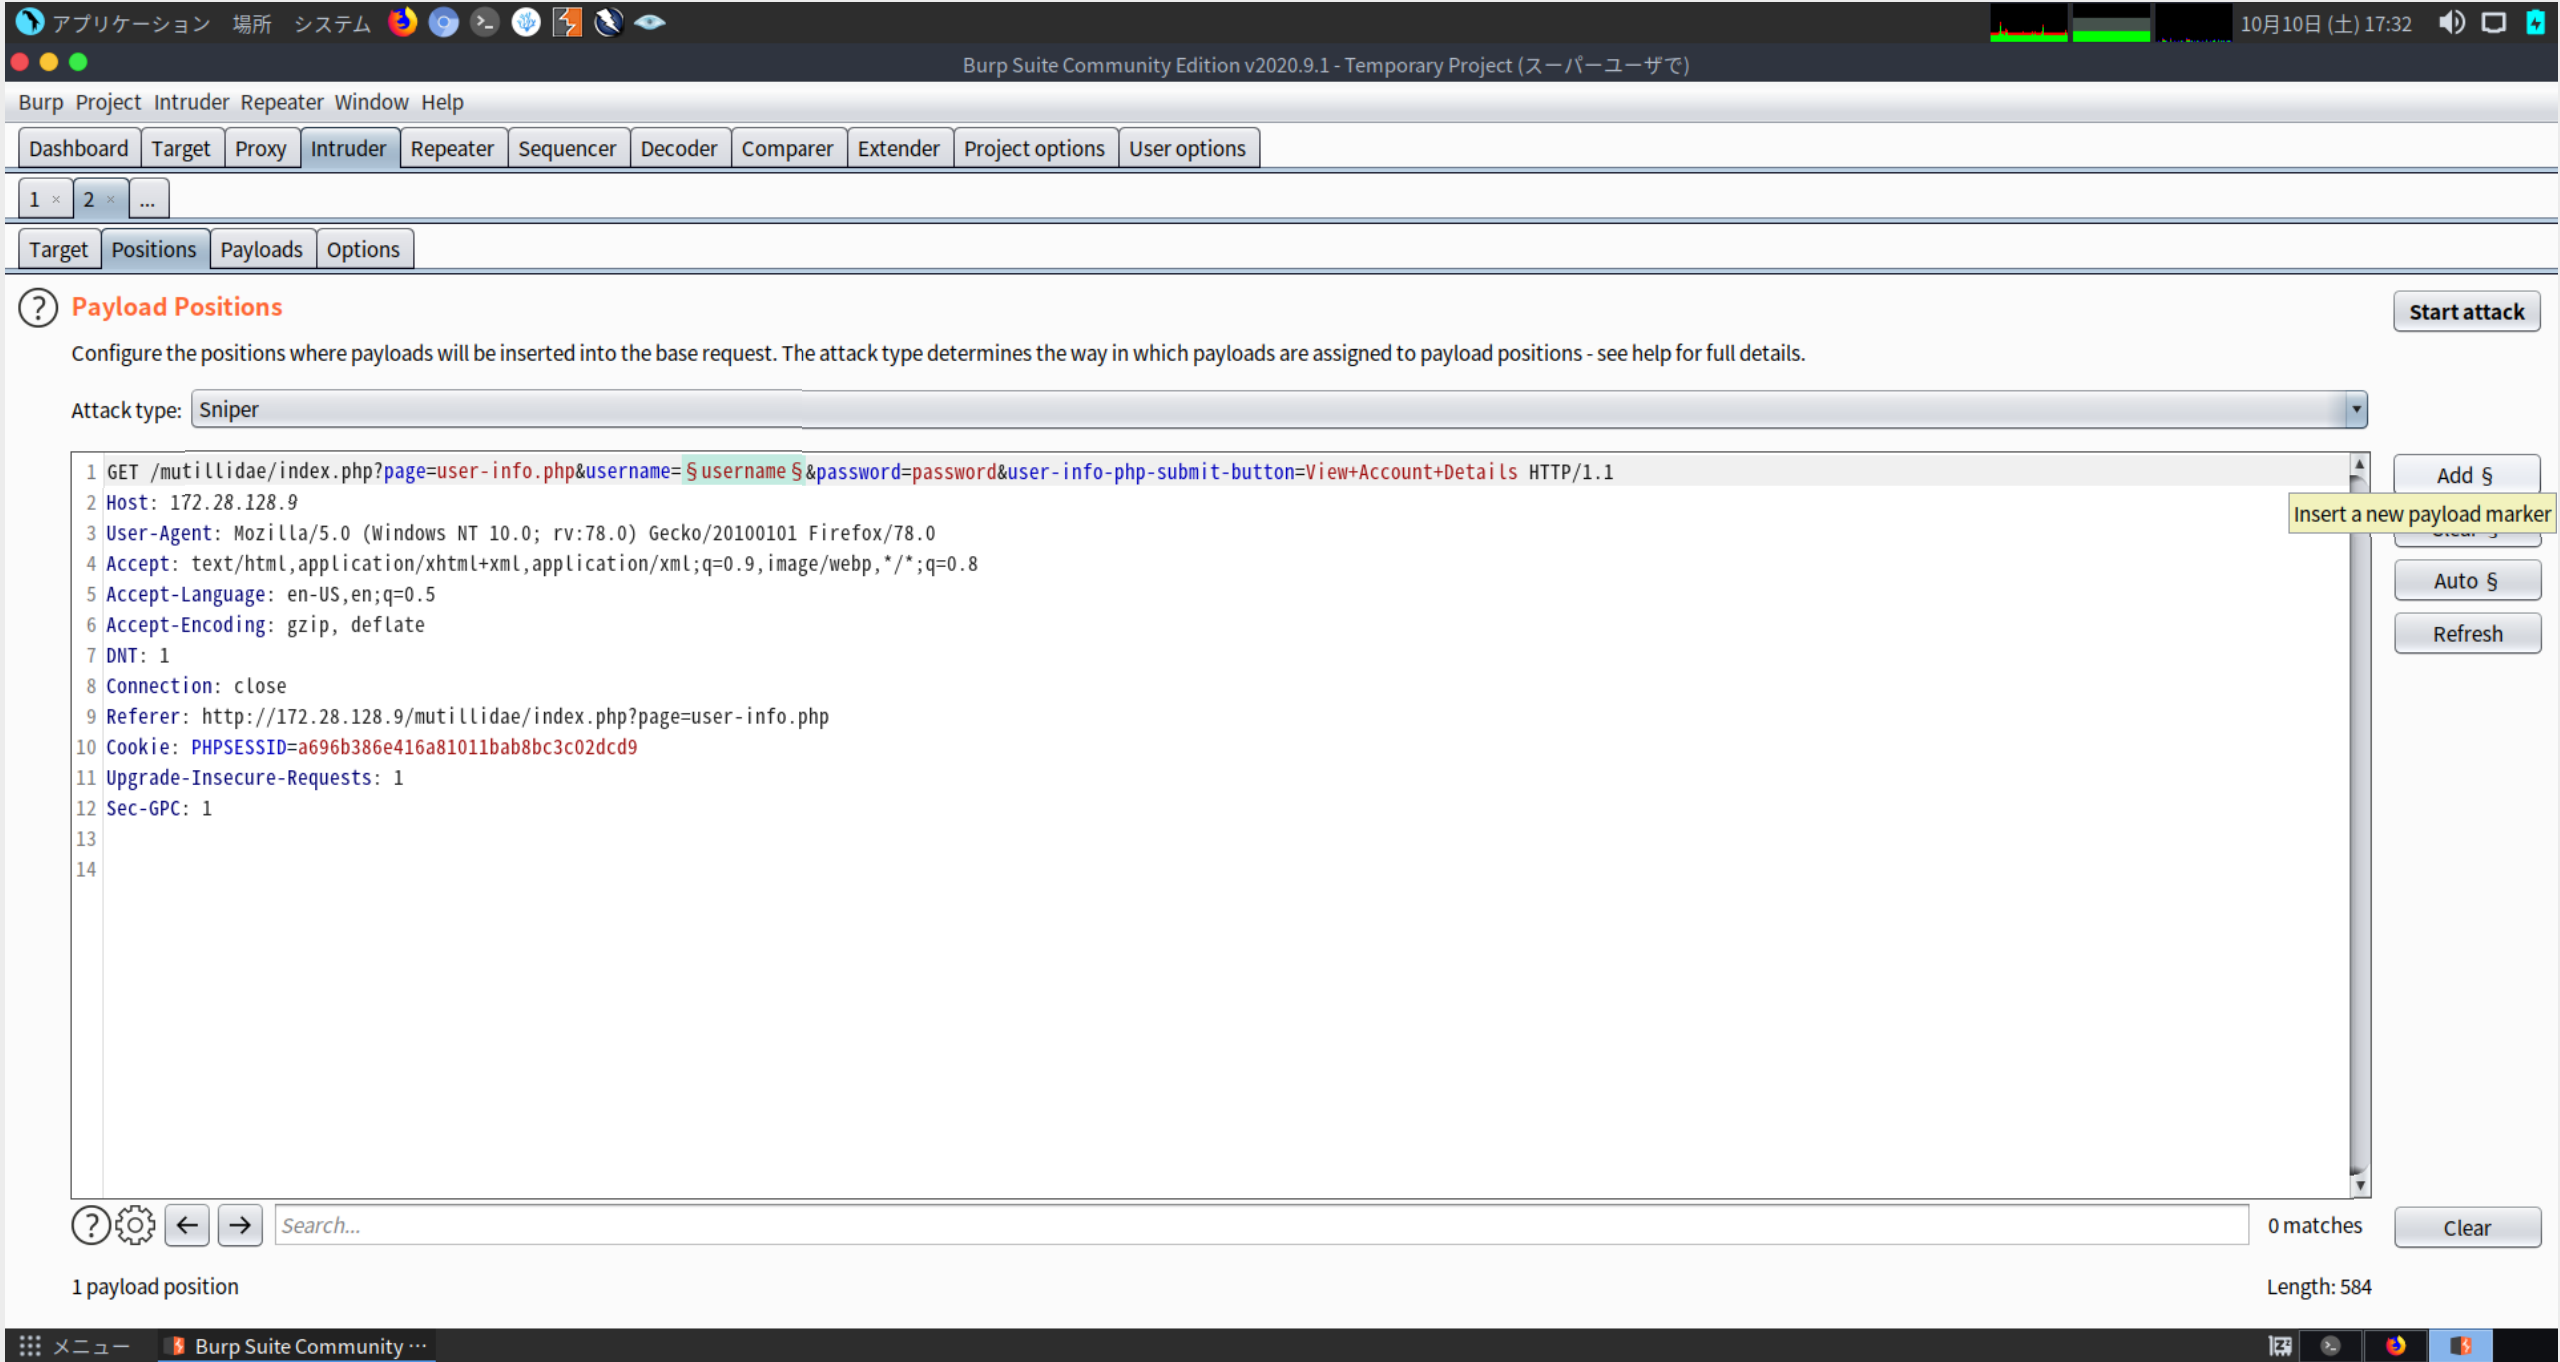 アプリケーション 場所 システム 10月10日 (土) 17:32
Burp Suite Community Edition v2020.9.1 - Temporary Project (スーパーユーザで)
Burp Project Intruder Repeater Window Help
Dashboard Target Proxy Intruder Repeater Sequencer Decoder Comparer Extender Project options User options
1 × 2 × ...
Target Positions Payloads Options
? Payload Positions Start attack
Configure the positions where payloads will be inserted into the base request. The attack type determines the way in which payloads are assigned to payload positions - see help for full details.
Attack type: Sniper
1 GET /mutillidae/index.php?page=user-info.php&username=§username§&password=password&user-info-php-submit-button=View+Account+Details HTTP/1.1
Add §
2 Host: 172.28.128.9
Insert a new payload marker
3 User-Agent: Mozilla/5.0 (Windows NT 10.0; rv:78.0) Gecko/20100101 Firefox/78.0
4 Accept: text/html,application/xhtml+xml,application/xml;q=0.9,image/webp,*/*;q=0.8
5 Accept-Language: en-US,en;q=0.5
Auto §
6 Accept-Encoding: gzip, deflate
Refresh
7 DNT: 1
8 Connection: close
9 Referer: http://172.28.128.9/mutillidae/index.php?page=user-info.php
10 Cookie: PHPSESSID=a696b386e416a81011bab8bc3c02dcd9
11 Upgrade-Insecure-Requests: 1
12 Sec-GPC: 1
13
14
? Search... 0 matches Clear
1 payload position Length: 584
メニュー Burp Suite Community ···